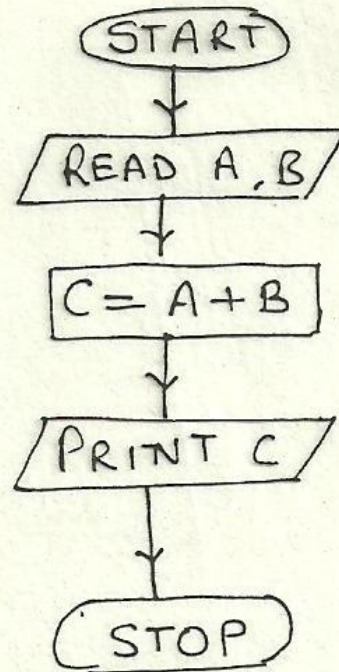 START
READ A, B
C = A + B
PRINT C
STOP